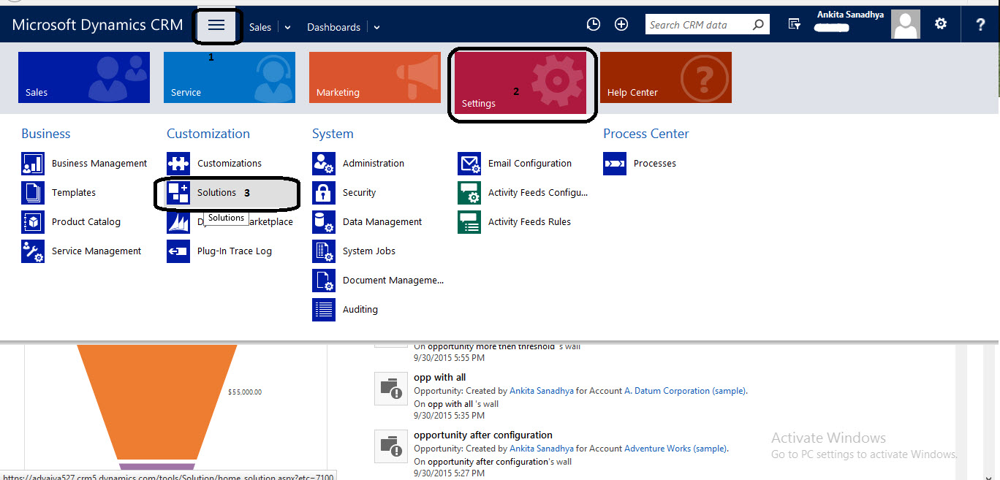 Microsoft Dynamics CRM
Sales
Dashboards
Search CRM data
Ankita Sanadhya
?
1
2
Sales
Service
Marketing
Settings
Help Center
?
Business
Customization
System
Process Center
Business Management
Customizations
Administration
Email Configuration
Processes
Templates
Solutions 3
Security
Activity Feeds Configu...
Solutions
Product Catalog
arketplace
Data Management
Activity Feeds Rules
Service Management
Plug-In Trace Log
System Jobs
Document Manageme...
Auditing
$55,000.00
On opportunity more then threshold 's wall
9/30/2015 5:55 PM
opp with all
Opportunity: Created by Ankita Sanadhya for Account A. Datum Corporation (sample).
On opp with all 's wall
9/30/2015 5:35 PM
opportunity after configuration
Opportunity: Created by Ankita Sanadhya for Account Adventure Works (sample).
On opportunity after configuration's wall
9/30/2015 5:27 PM
Activate Windows
Go to PC settings to activate Windows.
https://advaiya527.crm5.dynamics.com/tools/Solution/home_solution.aspx?etc=7100